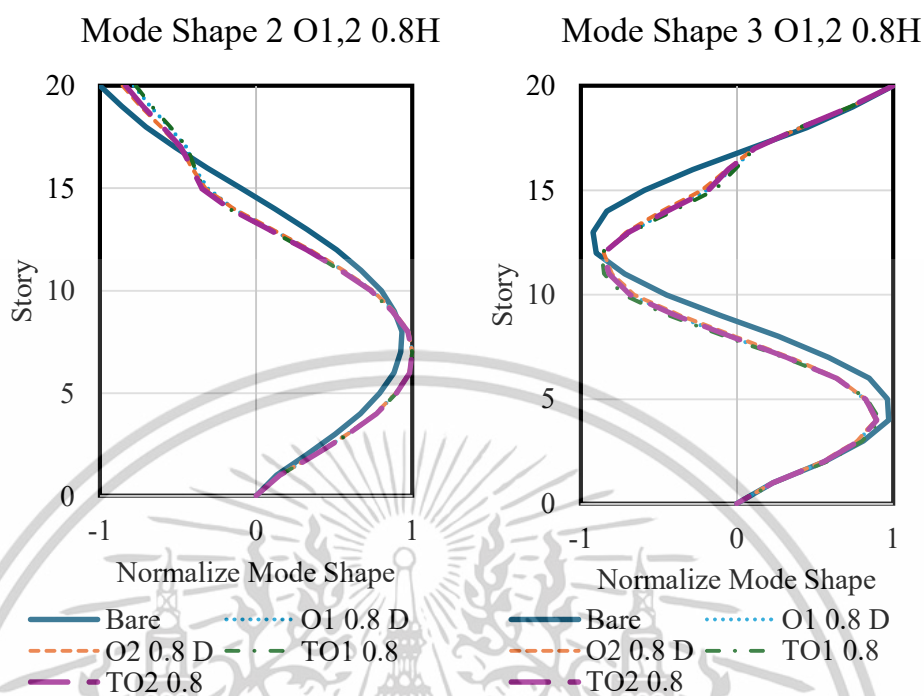 Mode Shape 2 O1,2 0.8H
20
15
10
5
0
Story
-1 0 1
Normalize Mode Shape
Bare O1 0.8 D
O2 0.8 D TO1 0.8
TO2 0.8
Mode Shape 3 O1,2 0.8H
20
15
10
5
0
Story
-1 0 1
Normalize Mode Shape
Bare O1 0.8 D
O2 0.8 D TO1 0.8
TO2 0.8